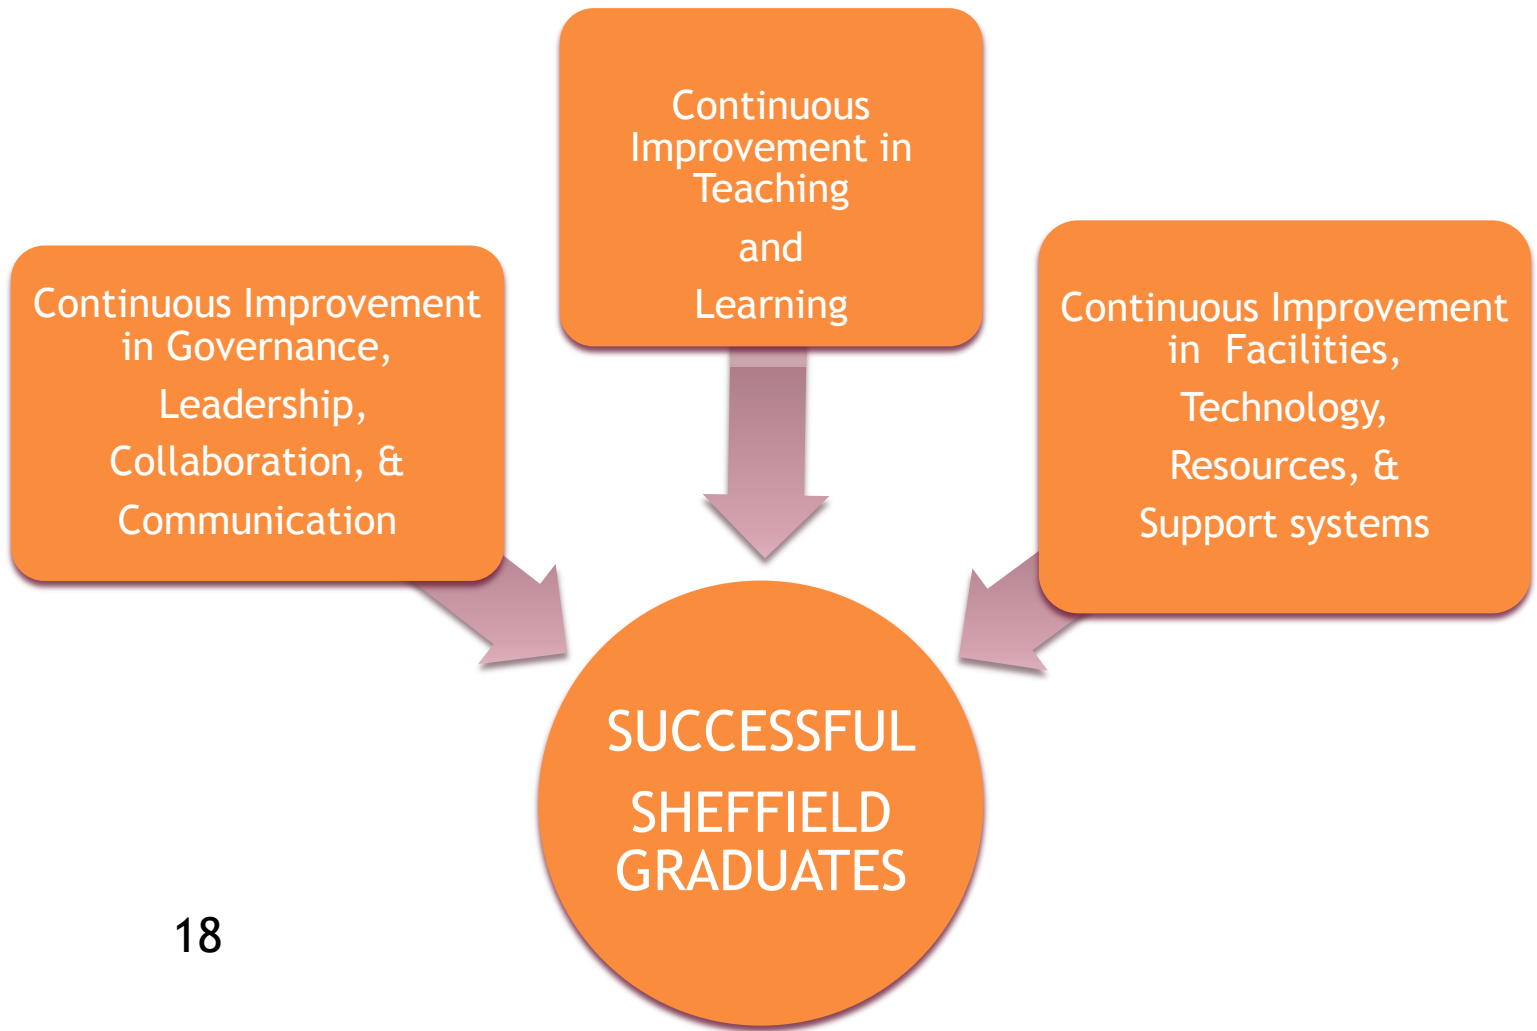 Continuous
Improvement in
Teaching
and
Learning
Continuous Improvement
in Governance,
Leadership,
Collaboration, &
Communication
Continuous Improvement
in Facilities,
Technology,
Resources, &
Support systems
SUCCESSFUL
SHEFFIELD
GRADUATES
18